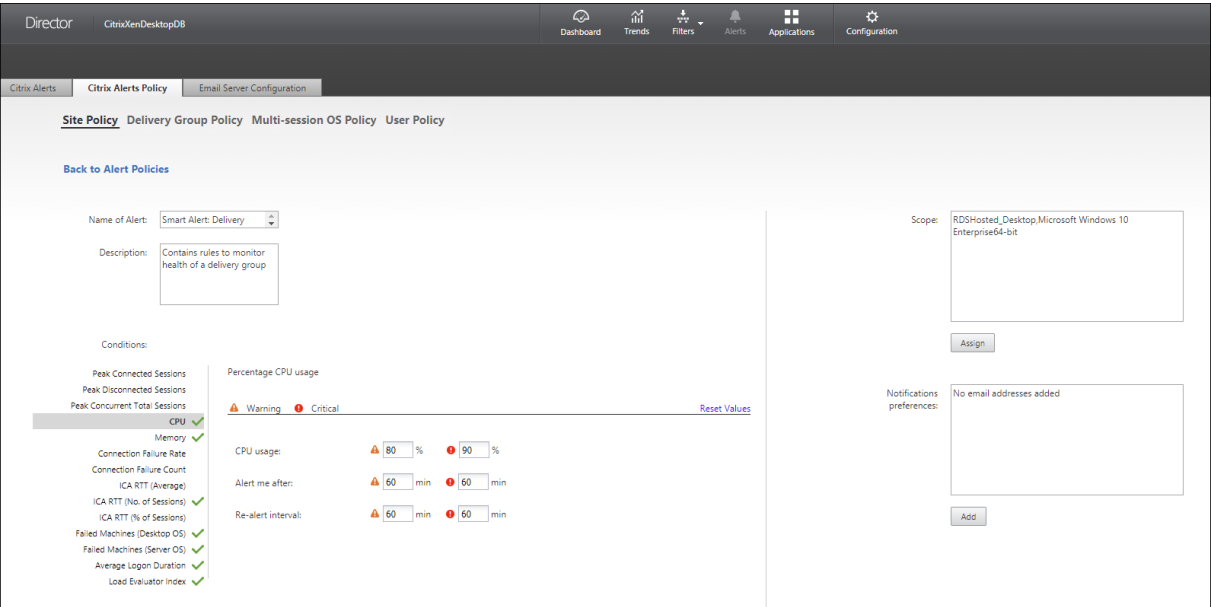 Director CitrixXenDesktopDB
Dashboard Trends Filters Alerts Applications Configuration
Citrix Alerts Citrix Alerts Policy Email Server Configuration
Site Policy Delivery Group Policy Multi-session OS Policy User Policy
Back to Alert Policies
Name of Alert: Smart Alert: Delivery
Description: Contains rules to monitor
health of a delivery group
Scope: RDSHosted_Desktop,Microsoft Windows 10
Enterprise64-bit
Assign
Conditions:
Peak Connected Sessions
Peak Disconnected Sessions
Peak Concurrent Total Sessions
CPU
Memory
Connection Failure Rate
Connection Failure Count
ICA RTT (Average)
ICA RTT (No. of Sessions)
ICA RTT (% of Sessions)
Failed Machines (Desktop OS)
Failed Machines (Server OS)
Average Logon Duration
Load Evaluator Index
Percentage CPU usage
Warning Critical Reset Values
CPU usage: 80 % 90 %
Alert me after: 60 min 60 min
Re-alert interval: 60 min 60 min
Notifications
preferences:
No email addresses added
Add